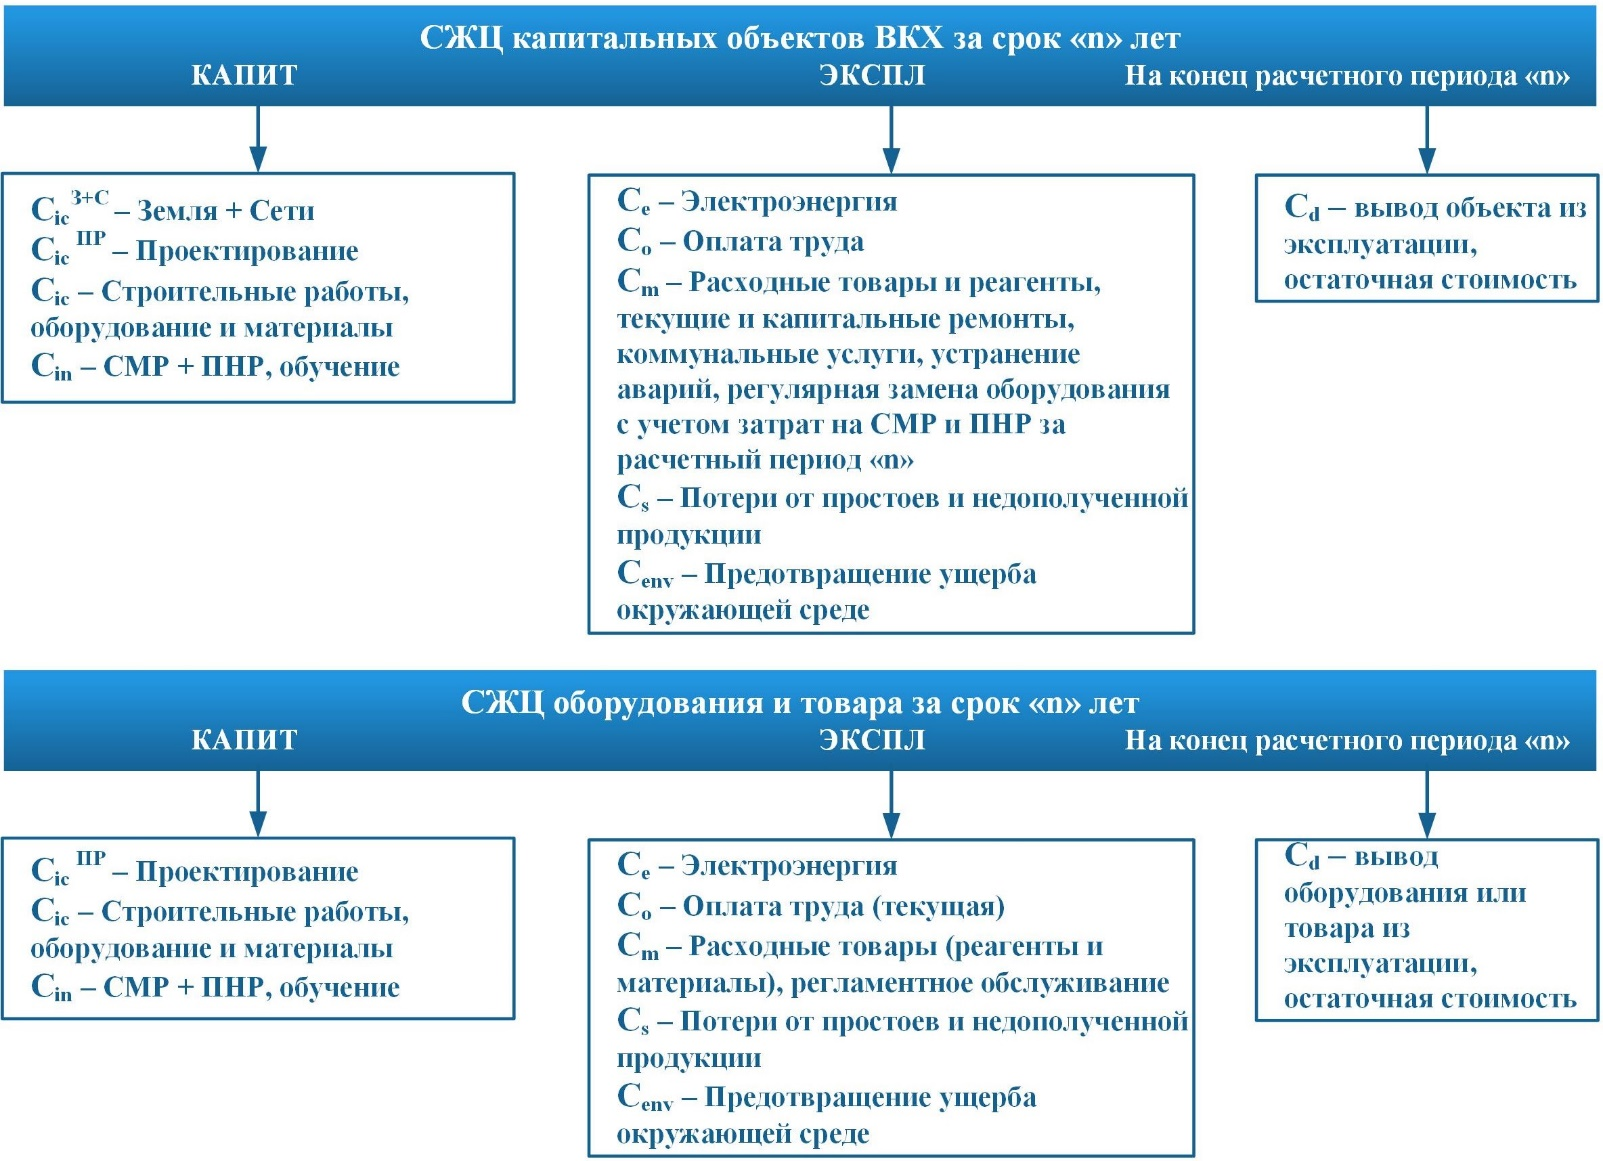 СЖЦ капитальных объектов ВКХ за срок «n» лет
КАПИТ
ЭКСПЛ
На конец расчетного периода «n»
Cic З+С – Земля + Сети
Cic ПР – Проектирование
Cic – Строительные работы,
оборудование и материалы
Cin – СМР + ПНР, обучение
Ce – Электроэнергия
Co – Оплата труда
Cm – Расходные товары и реагенты,
текущие и капитальные ремонты,
коммунальные услуги, устранение
аварий, регулярная замена оборудования
с учетом затрат на СМР и ПНР за
расчетный период «n»
Cs – Потери от простоев и недополученной
продукции
Cenv – Предотвращение ущерба
окружающей среде
Cd – вывод объекта из
эксплуатации,
остаточная стоимость
СЖЦ оборудования и товара за срок «n» лет
КАПИТ
ЭКСПЛ
На конец расчетного периода «n»
Cic ПР – Проектирование
Cic – Строительные работы,
оборудование и материалы
Cin – СМР + ПНР, обучение
Ce – Электроэнергия
Co – Оплата труда (текущая)
Cm – Расходные товары (реагенты и
материалы), регламентное обслуживание
Cs – Потери от простоев и недополученной
продукции
Cenv – Предотвращение ущерба
окружающей среде
Cd – вывод
оборудования или
товара из
эксплуатации,
остаточная стоимость